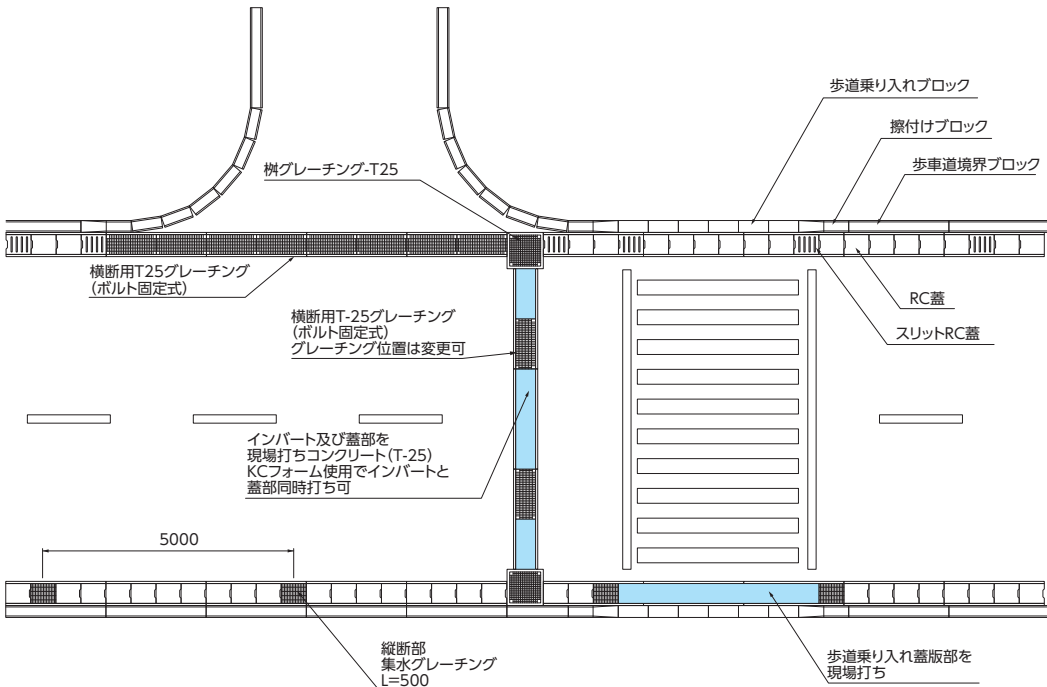 歩道乗り入れブロック
擦付けブロック
歩車道境界ブロック
桝グレーチング-T25
横断用T25グレーチング
(ボルト固定式)
横断用T-25グレーチング
(ボルト固定式)
グレーチング位置は変更可
RC蓋
スリットRC蓋
インバート及び蓋部を
現場打ちコンクリート(T-25)
KCフォーム使用でインバートと
蓋部同時打ち可
5000
縦断部
集水グレーチング
L=500
歩道乗り入れ蓋版部を
現場打ち